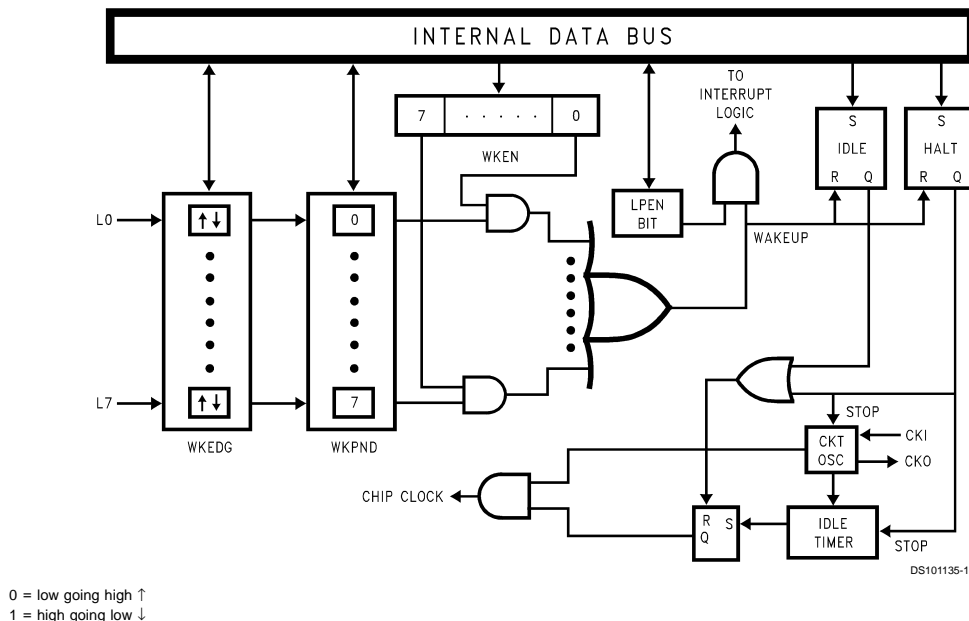 INTERNAL DATA BUS
TO
INTERRUPT
LOGIC
7 · · · · · 0
WKEN
S
IDLE
R Q
S
HALT
R Q
LPEN
BIT
WAKEUP
L0
↑↓
0
L7
↑↓
7
WKEDG
WKPND
STOP
CKT
OSC
CKI
CKO
CHIP CLOCK
R S
Q
IDLE
TIMER
STOP
DS101135-1
0 = low going high ↑
1 = high going low ↓